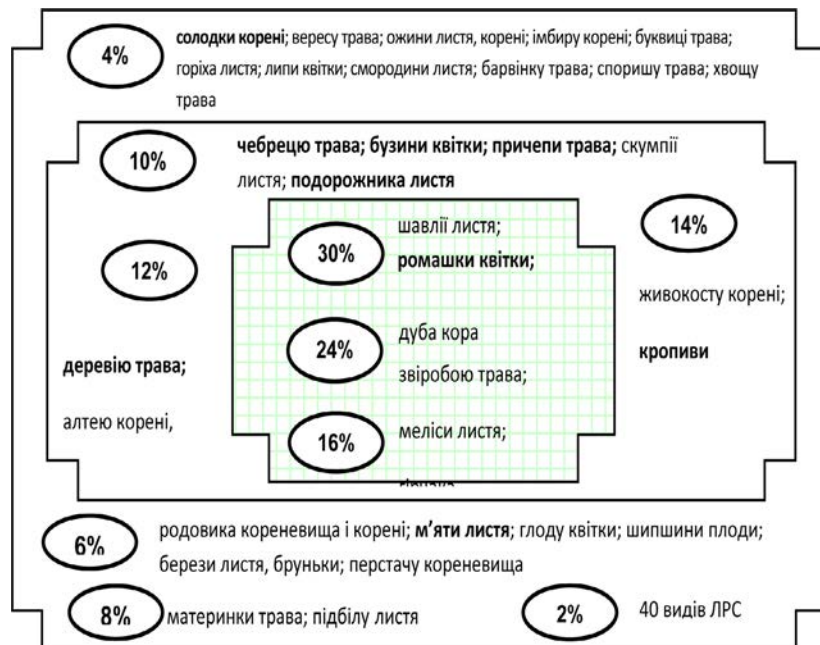 4%
солодки корені; вересу трава; ожини листя, корені; імбиру корені; буквиці трава;
горіха листя; липи квітки; смородини листя; барвінку трава; споришу трава; хвощу
трава
10%
чебрецю трава; бузини квітки; причепи трава; скумпії
листя; подорожника листя
12%
деревію трава;
алтею корені,
30%
шавлії листя;
ромашки квітки;
24%
дуба кора
звіробою трава;
16%
меліси листя;
14%
живокосту корені;
кропиви
6%
родовика кореневища і корені; м’яти листя; глоду квітки; шипшини плоди;
берези листя, бруньки; перстачу кореневища
8%
материнки трава; підбілу листя
2%
40 видів ЛРС